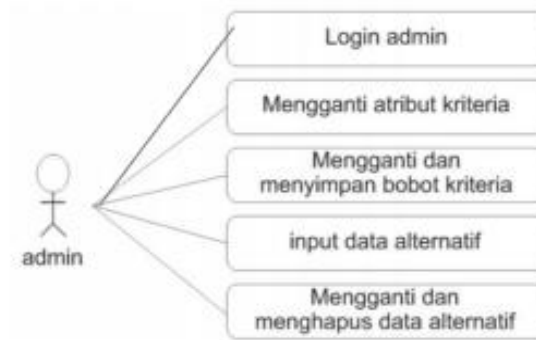 Login admin
Mengganti atribut kriteria
Mengganti dan
menyimpan bobot kriteria
input data alternatif
Mengganti dan
menghapus data alternatif
admin